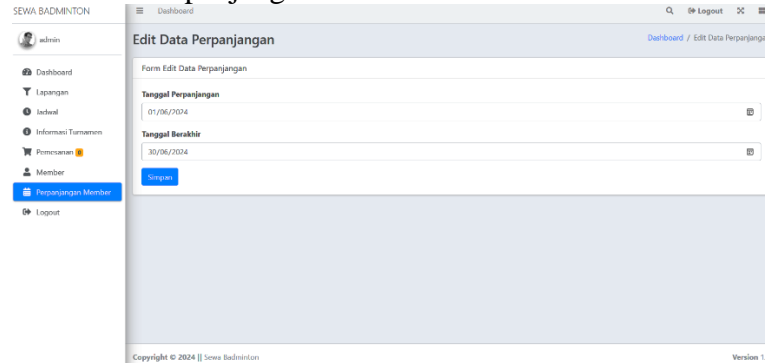 SEWA BADMINTON
Dashboard
Logout
admin
Edit Data Perpanjangan
Dashboard / Edit Data Perpanjanga
Dashboard
Lapangan
Jadwal
Informasi Turnamen
Pemesanan 0
Member
Perpanjangan Member
Logout
Form Edit Data Perpanjangan
Tanggal Perpanjangan
01/06/2024
Tanggal Berakhir
30/06/2024
Simpan
Copyright © 2024 || Sewa Badminton
Version 1